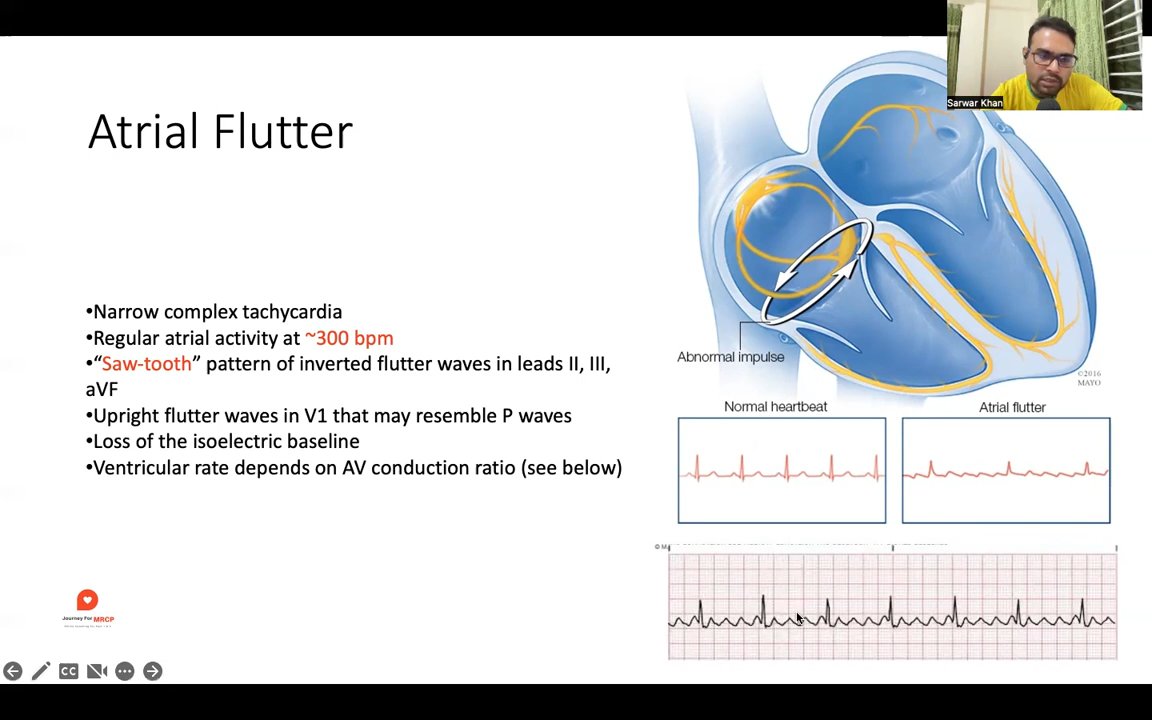 Sarwar Khan
Atrial Flutter
•Narrow complex tachycardia
•Regular atrial activity at ~300 bpm
•“Saw-tooth” pattern of inverted flutter waves in leads II, III,
aVF
•Upright flutter waves in V1 that may resemble P waves
•Loss of the isoelectric baseline
•Ventricular rate depends on AV conduction ratio (see below)
Abnormal impulse
©2016
MAYO
Normal heartbeat
Atrial flutter
Journey For MRCP
CC